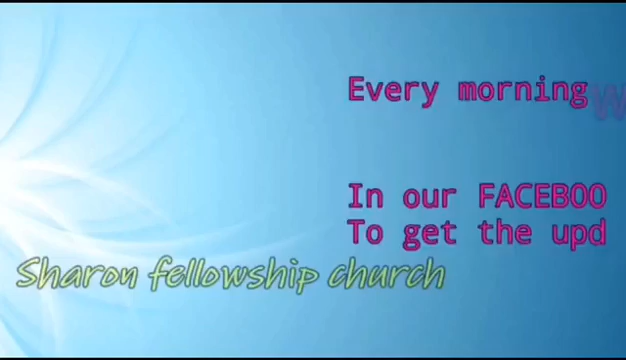 Every morning
In our FACEBOO
To get the upd
Sharon fellowship church